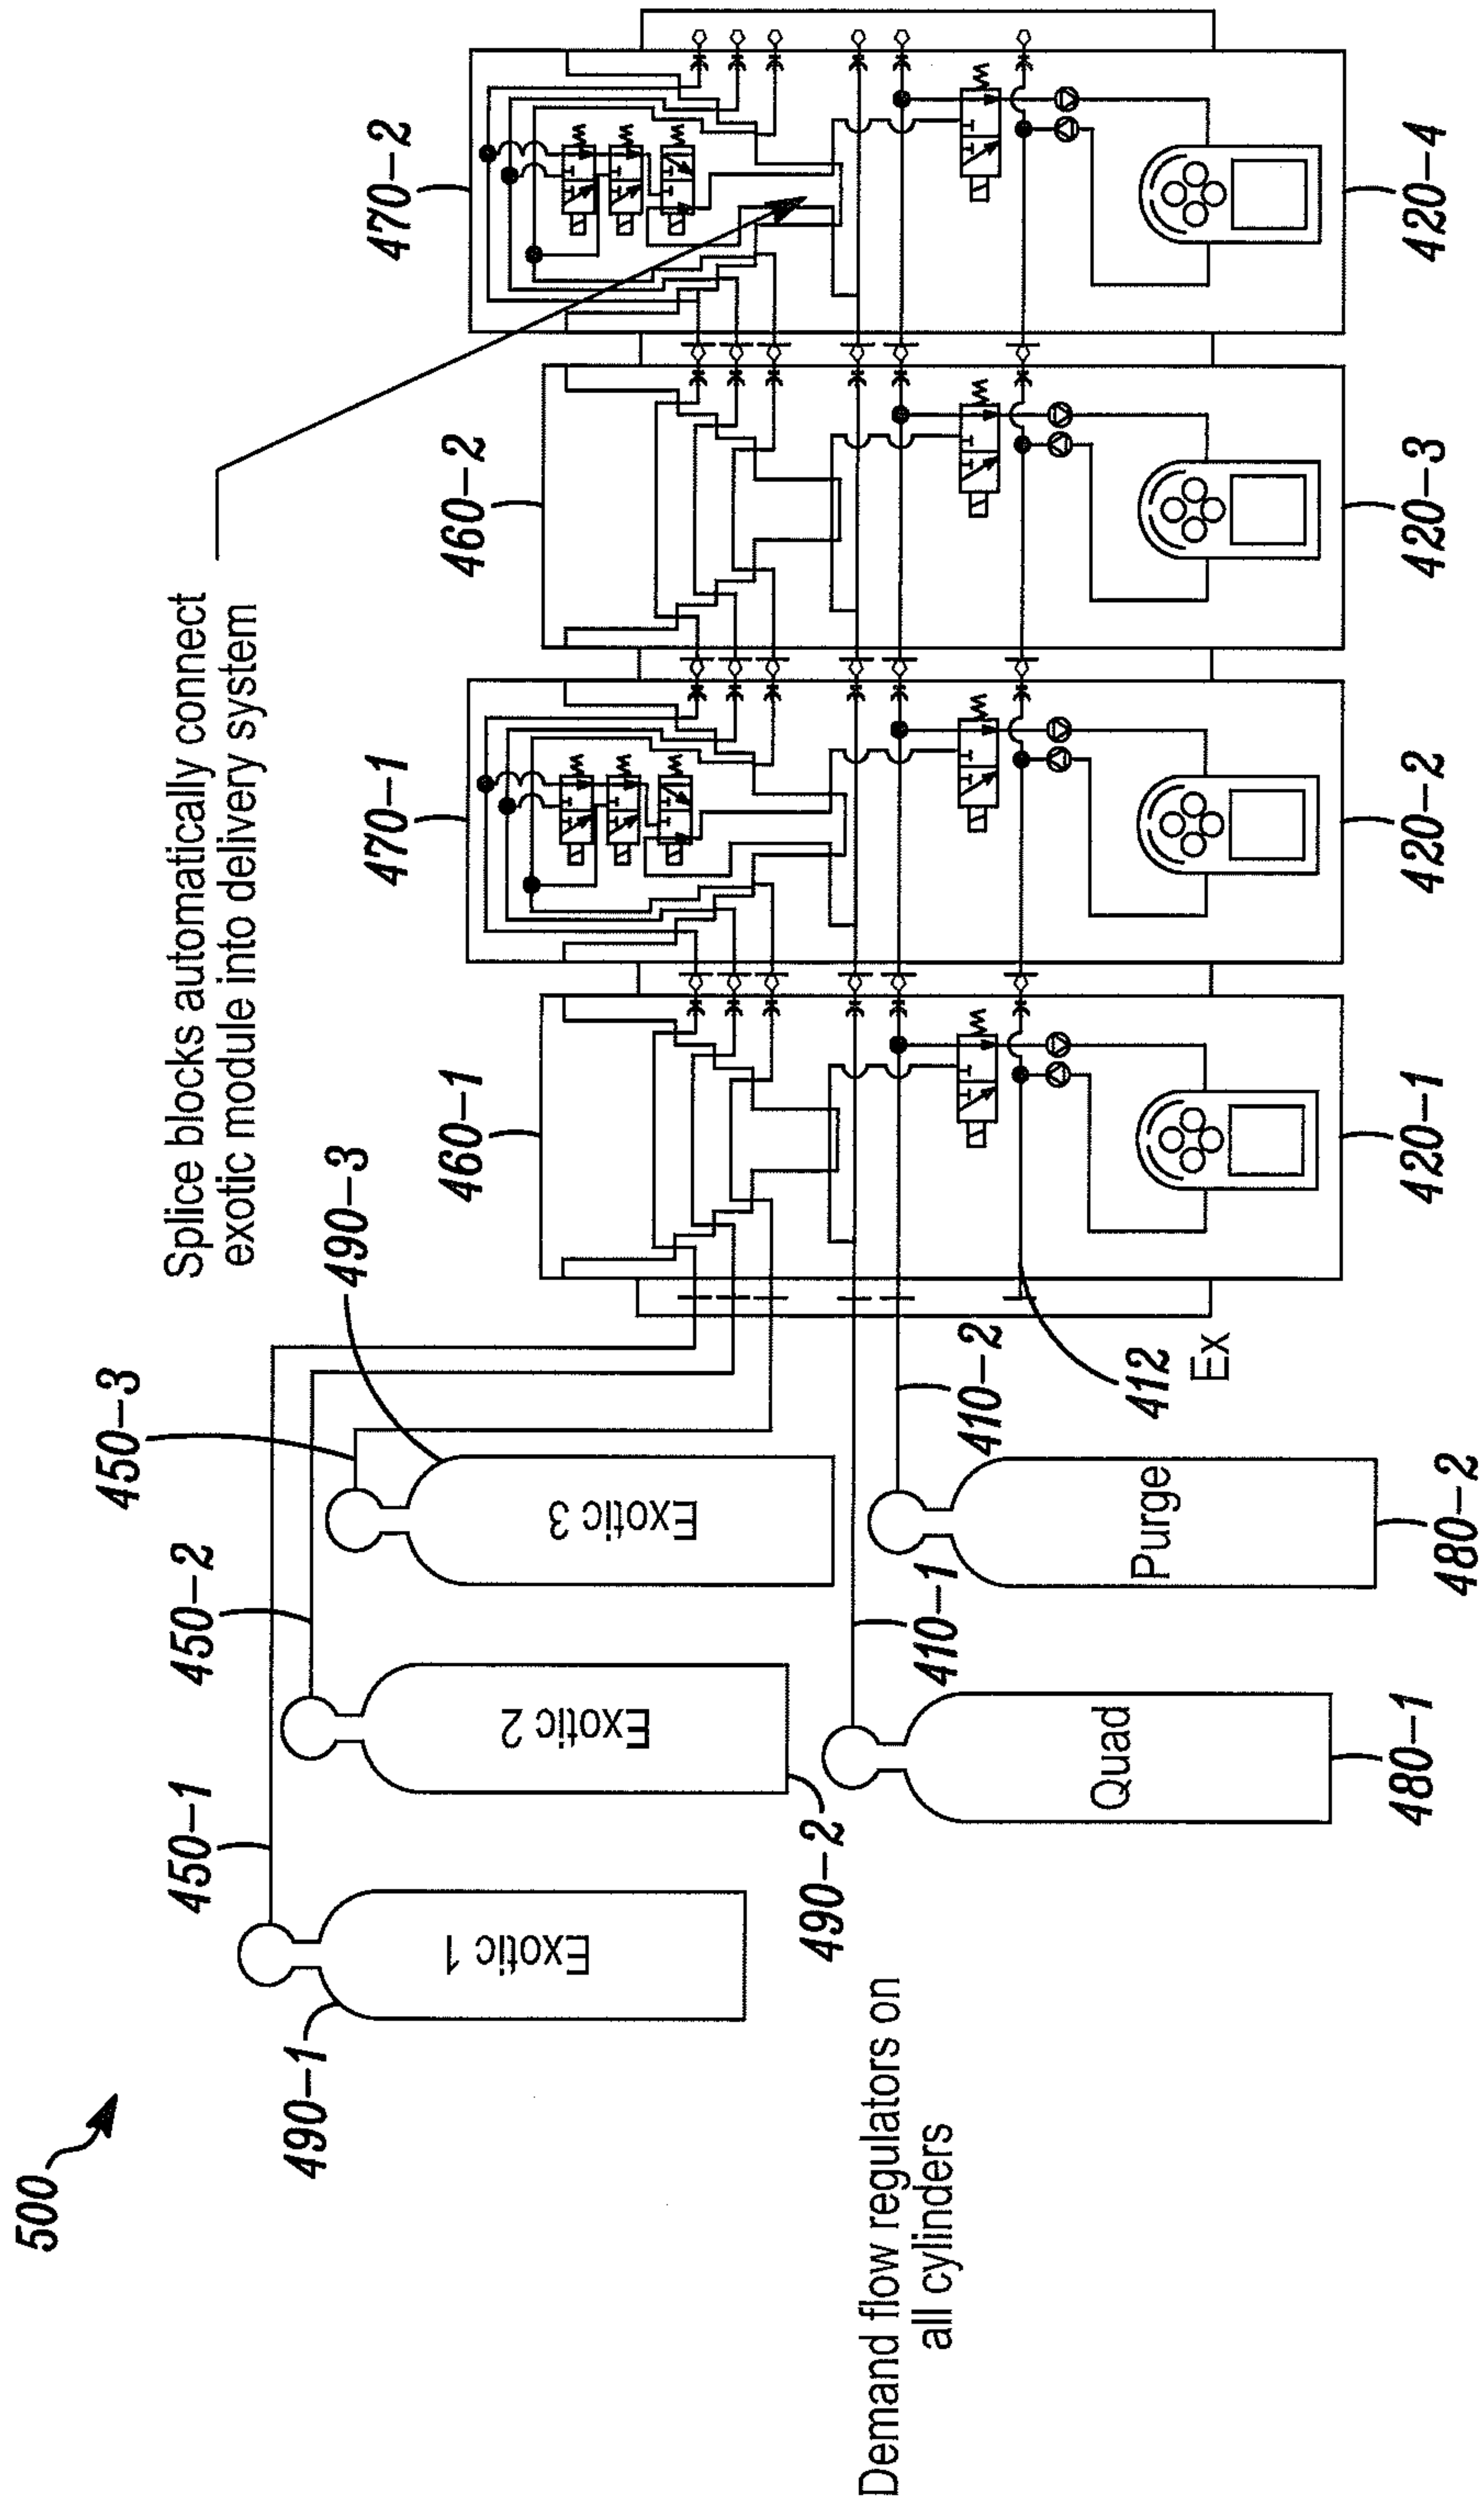 500
490-1
Exotic 1
450-1
490-2
Exotic 2
450-2
490-3
Exotic 3
450-3
Demand flow regulators on
all cylinders
Quad
480-1
410-1
Purge
480-2
410-2
412
Ex
Splice blocks automatically connect
exotic module into delivery system
460-1
470-1
460-2
470-2
420-1
420-2
420-3
420-4